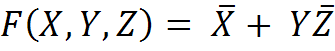 F(X, Y, Z) = X̅ + YZ̅